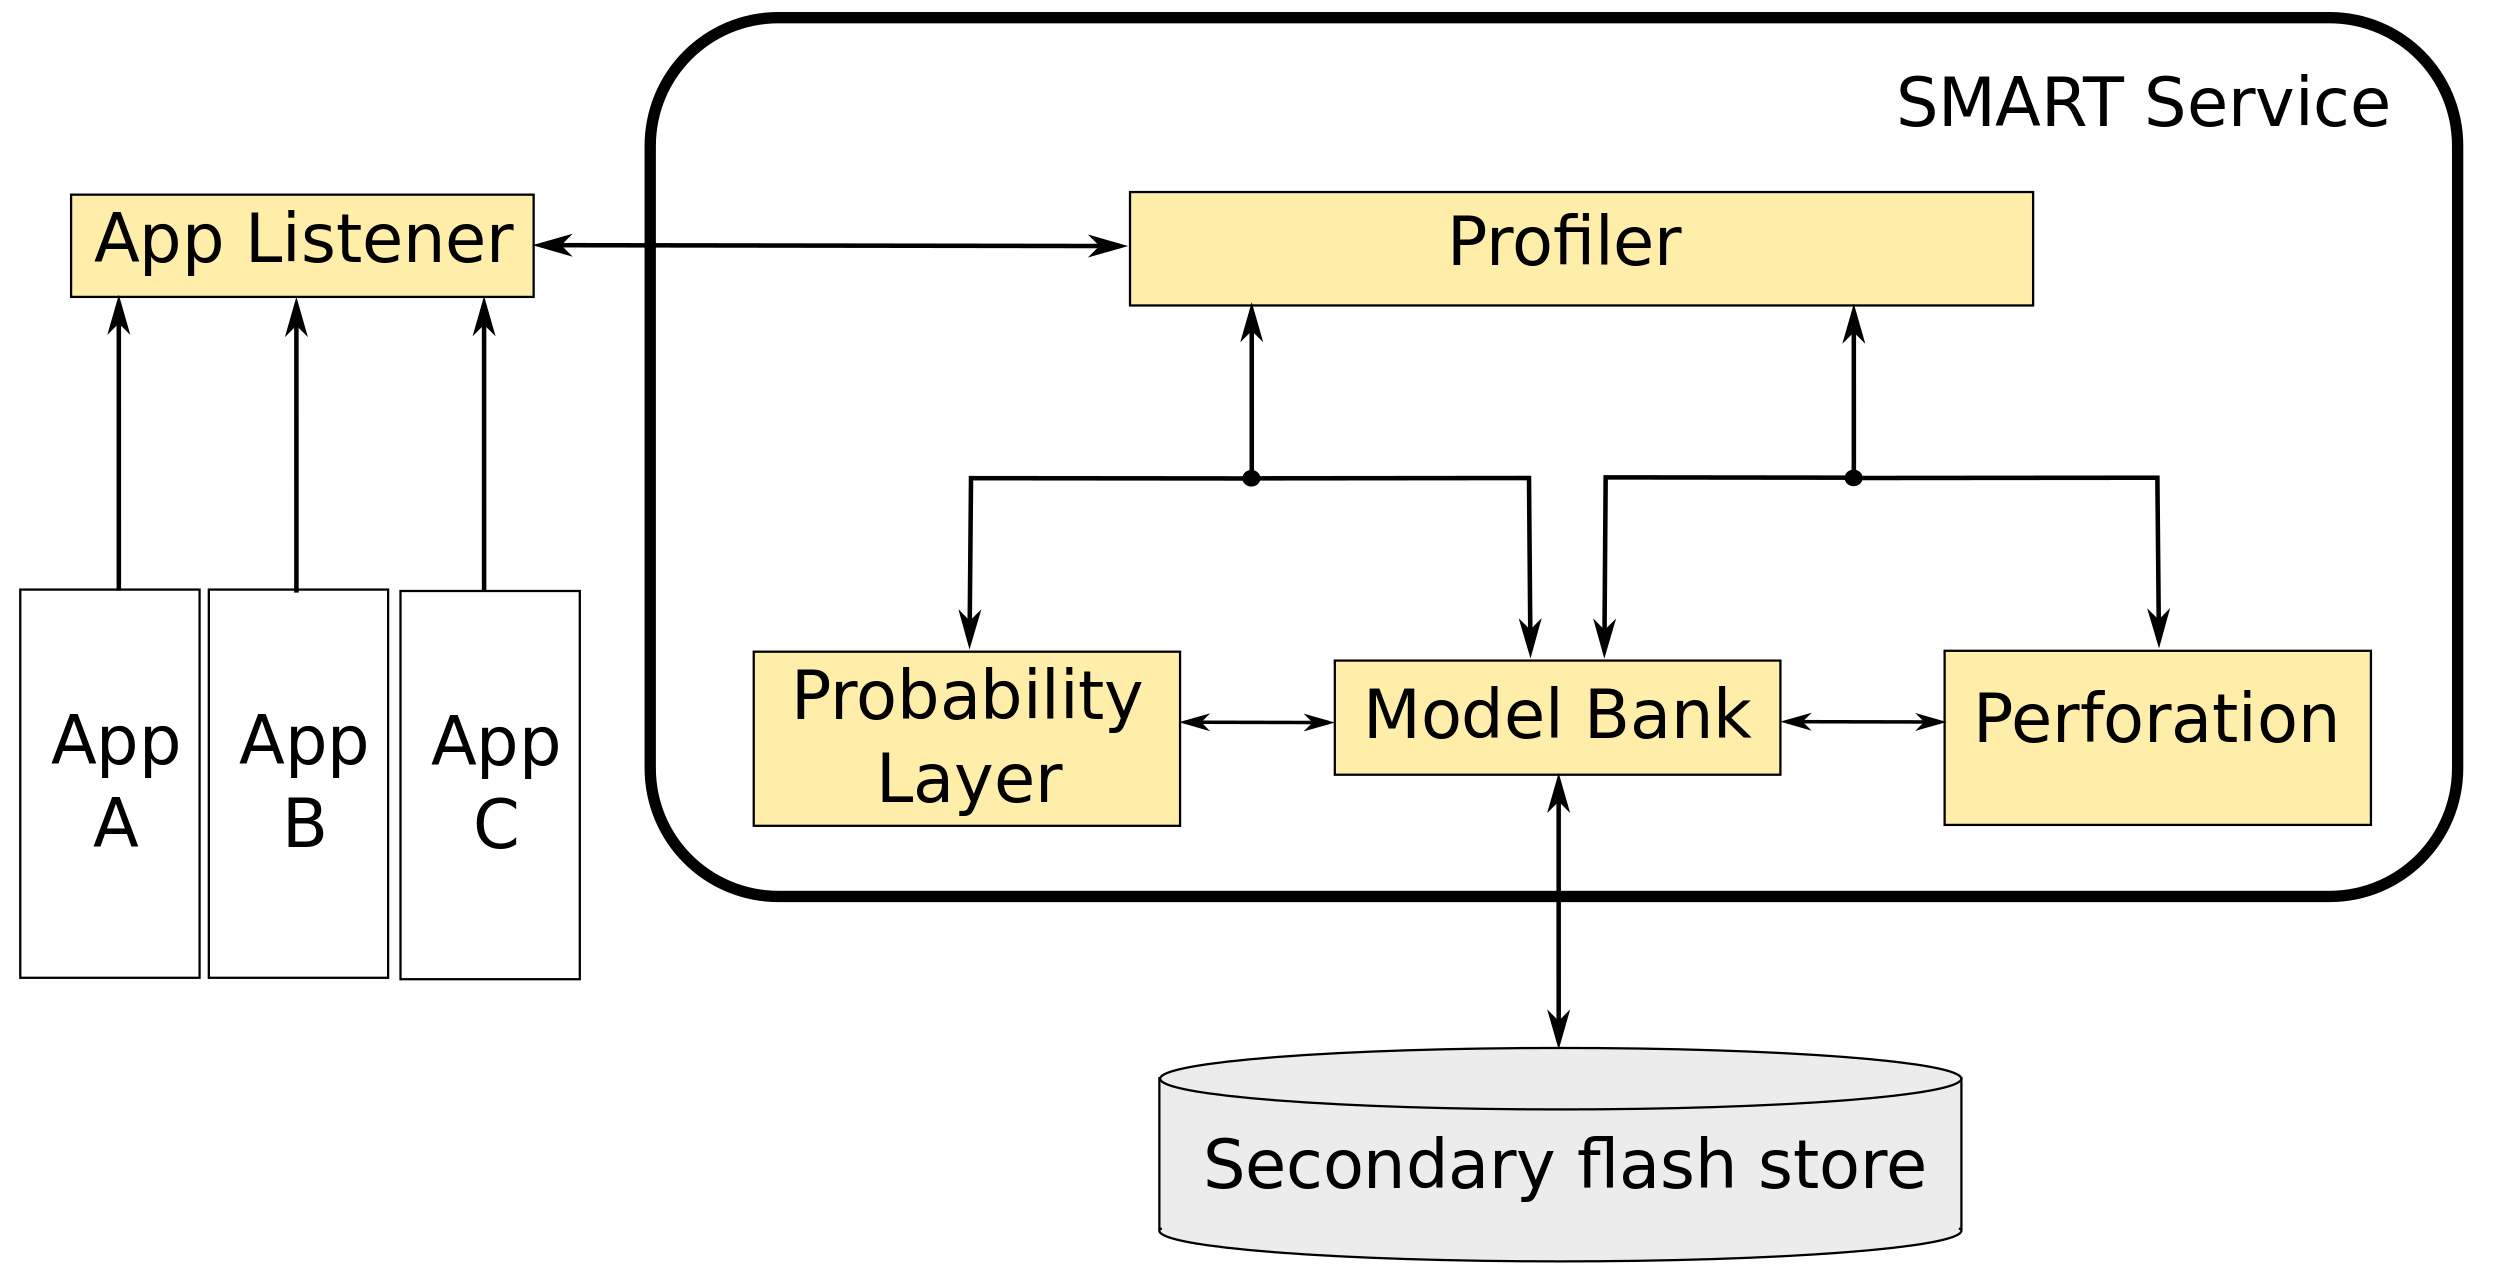 SMART Service
App Listener
Profiler
Probability
Layer
Model Bank
Perforation
App
A
App
B
App
C
Secondary flash store